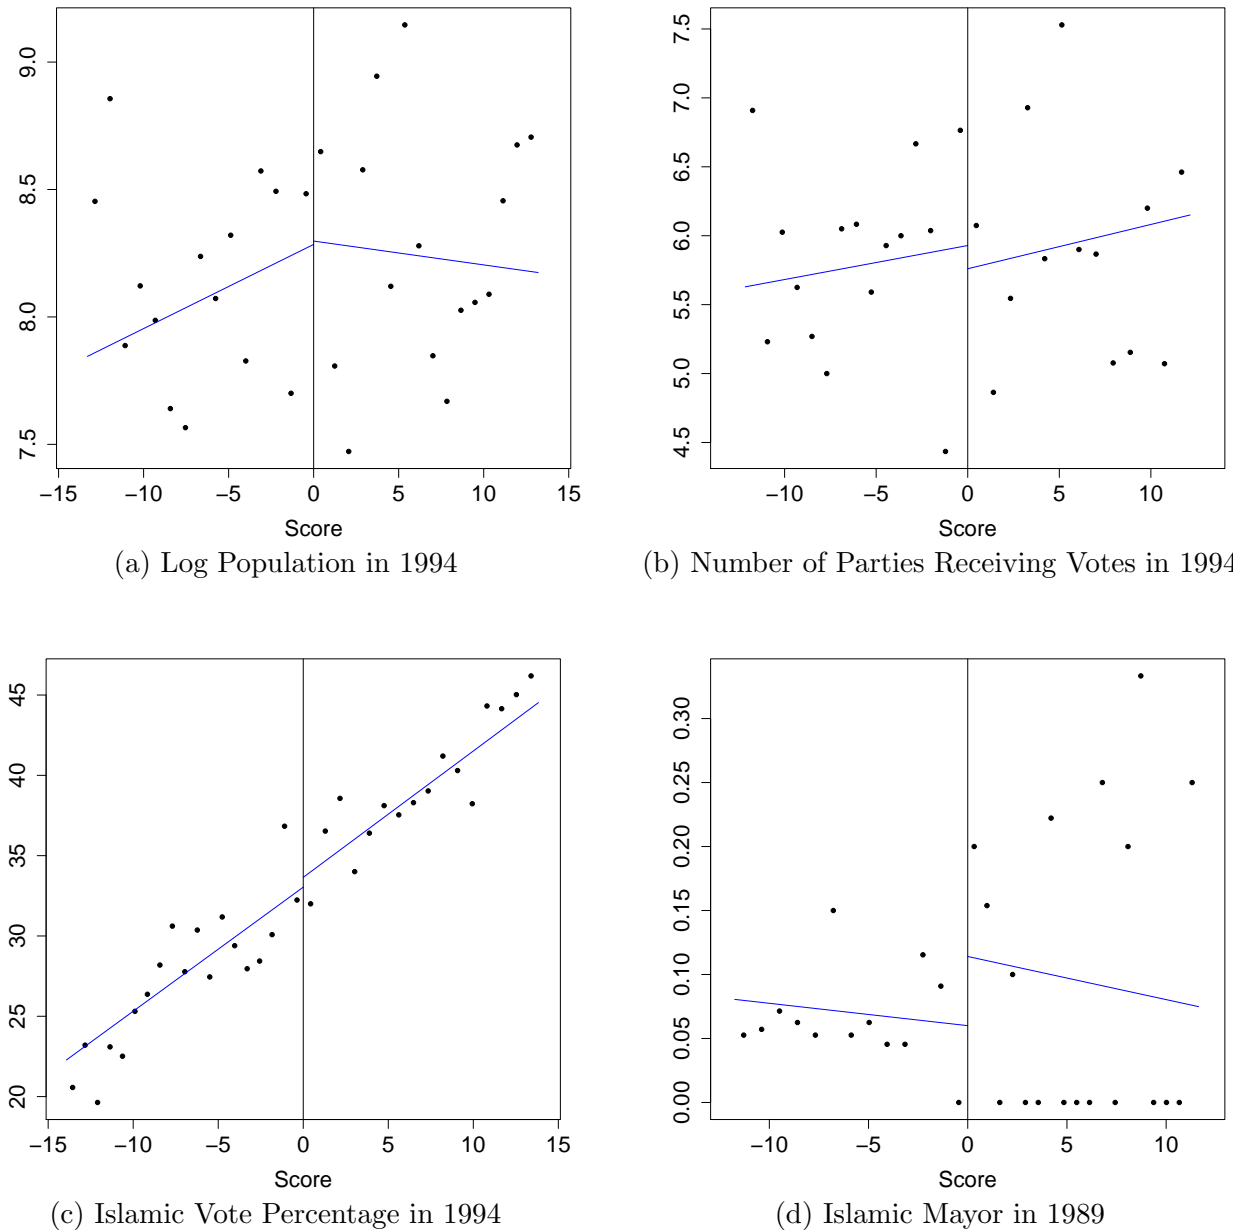 9.0
8.5
8.0
7.5
−15 −10 −5 0 5 10 15
Score
(a) Log Population in 1994
7.5
7.0
6.5
6.0
5.5
5.0
4.5
−10 −5 0 5 10
Score
(b) Number of Parties Receiving Votes in 1994
45
40
35
30
25
20
−15 −10 −5 0 5 10 15
Score
(c) Islamic Vote Percentage in 1994
0.30
0.25
0.20
0.15
0.10
0.05
0.00
−10 −5 0 5 10
Score
(d) Islamic Mayor in 1989